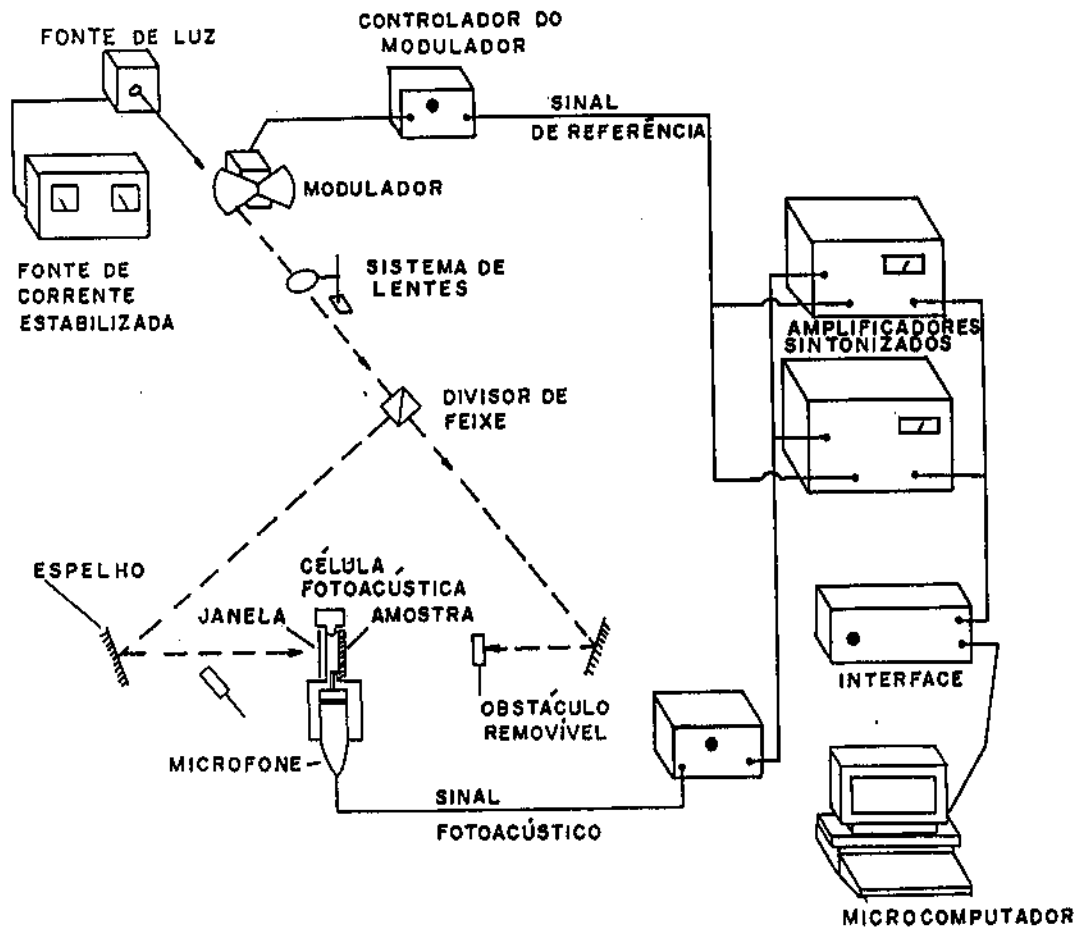 CONTROLADOR DO
MODULADOR
FONTE DE LUZ
SINAL
DE REFERÊNCIA
MODULADOR
SISTEMA DE
LENTES
FONTE DE
CORRENTE
ESTABILIZADA
AMPLIFICADORES
SINTONIZADOS
DIVISOR DE
FEIXE
ESPELHO
CÉLULA
FOTOACÚSTICA
JANELA
AMOSTRA
OBSTÁCULO
REMOVÍVEL
INTERFACE
MICROFONE
SINAL
FOTOACÚSTICO
MICROCOMPUTADOR